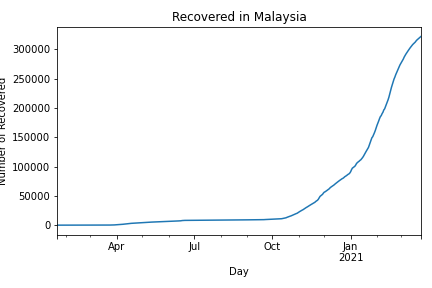 Recovered in Malaysia
Number of Recovered
300000
250000
200000
150000
100000
50000
0
Apr
Jul
Oct
Jan
2021
Day